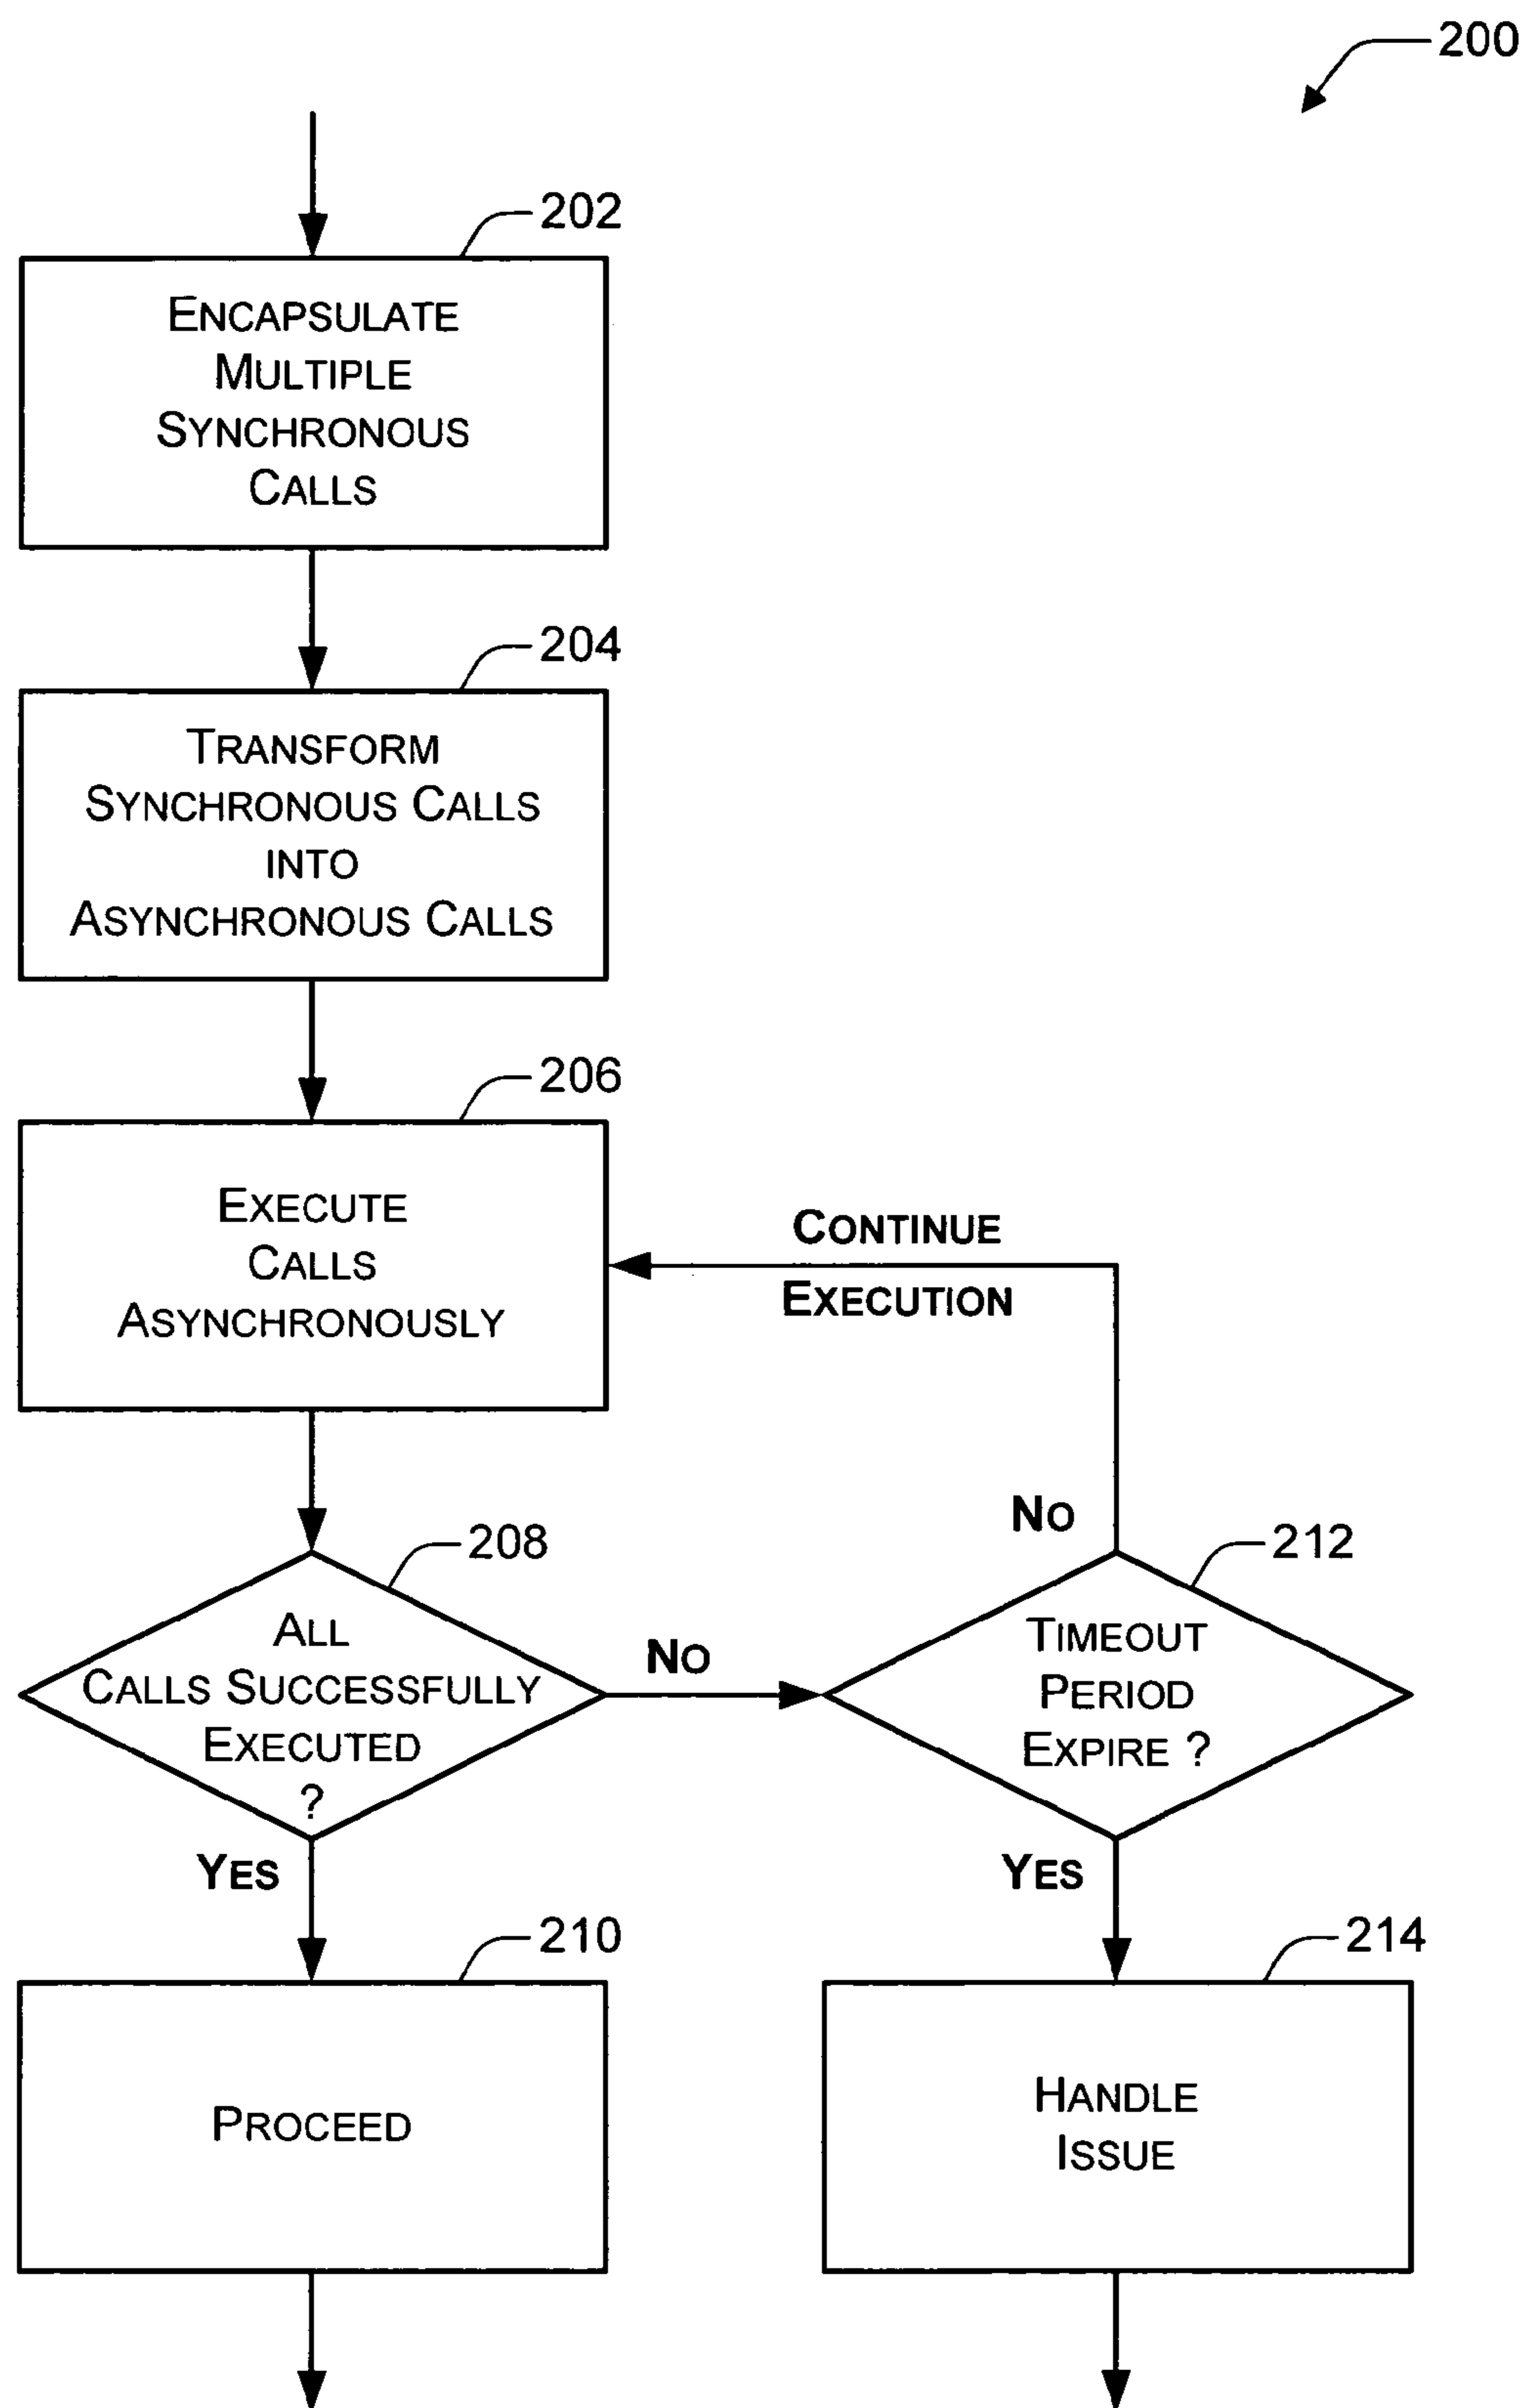 200
202
ENCAPSULATE
MULTIPLE
SYNCHRONOUS
CALLS
204
TRANSFORM
SYNCHRONOUS CALLS
INTO
ASYNCHRONOUS CALLS
206
EXECUTE
CALLS
ASYNCHRONOUSLY
CONTINUE
EXECUTION
208
ALL
CALLS SUCCESSFULLY
EXECUTED
?
NO
NO
212
TIMEOUT
PERIOD
EXPIRE ?
YES
YES
210
PROCEED
214
HANDLE
ISSUE